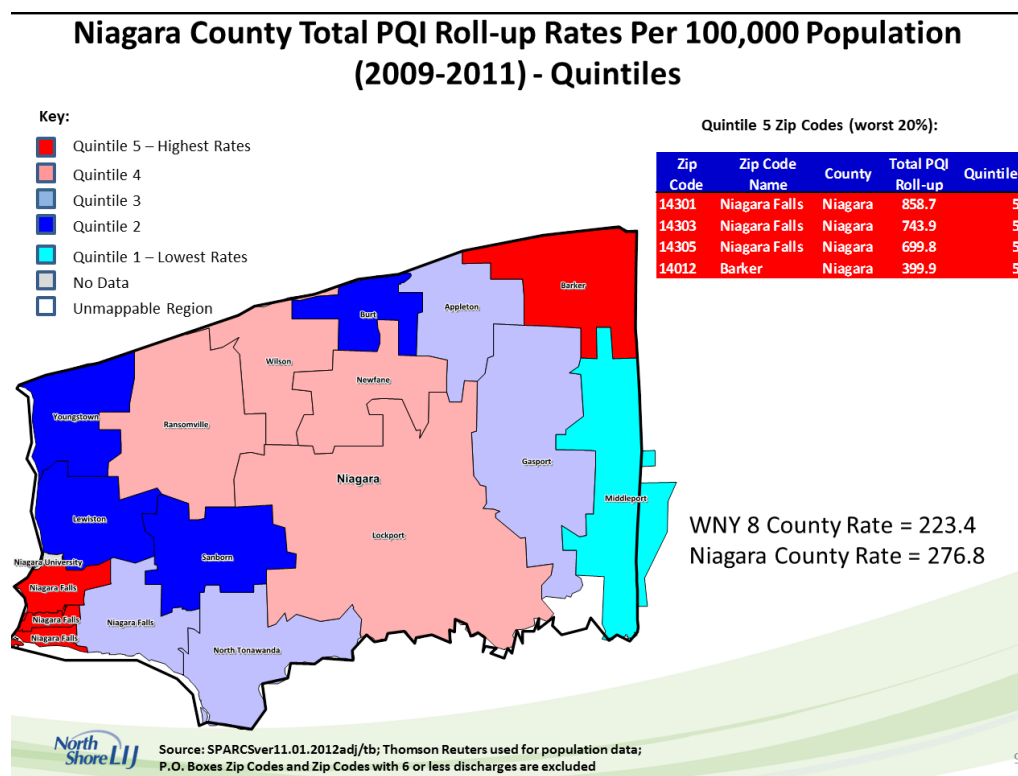 Niagara County Total PQI Roll-up Rates Per 100,000 Population
(2009-2011) - Quintiles
Key:
Quintile 5 – Highest Rates
Quintile 4
Quintile 3
Quintile 2
Quintile 1 – Lowest Rates
No Data
Unmappable Region
Quintile 5 Zip Codes (worst 20%):
Zip Code Zip Code Name County Total PQI Roll-up Quintile
14301 Niagara Falls Niagara 858.7 5
14303 Niagara Falls Niagara 743.9 5
14305 Niagara Falls Niagara 699.8 5
14012 Barker Niagara 399.9 5
Barker
Appleton
Burt
Wilson
Newfane
Youngstown
Ransomville
Gasport
Niagara
Middleport
Lewiston
Lockport
Sanborn
Niagara University
Niagara Falls
Niagara Falls
Niagara Falls
Niagara Falls
North Tonawanda
WNY 8 County Rate = 223.4
Niagara County Rate = 276.8
North
Shore LIJ
Source: SPARCSver11.01.2012adj/tb; Thomson Reuters used for population data;
P.O. Boxes Zip Codes and Zip Codes with 6 or less discharges are excluded